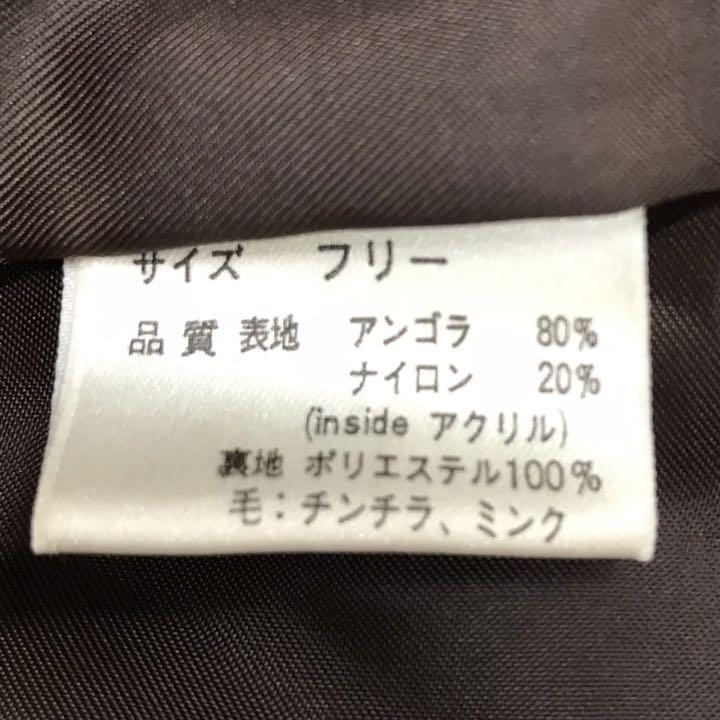 サイズ フリー
品質 表地 アンゴラ 80%
ナイロン 20%
(inside アクリル)
裏地 ポリエステル100%
毛：チンチラ、ミンク